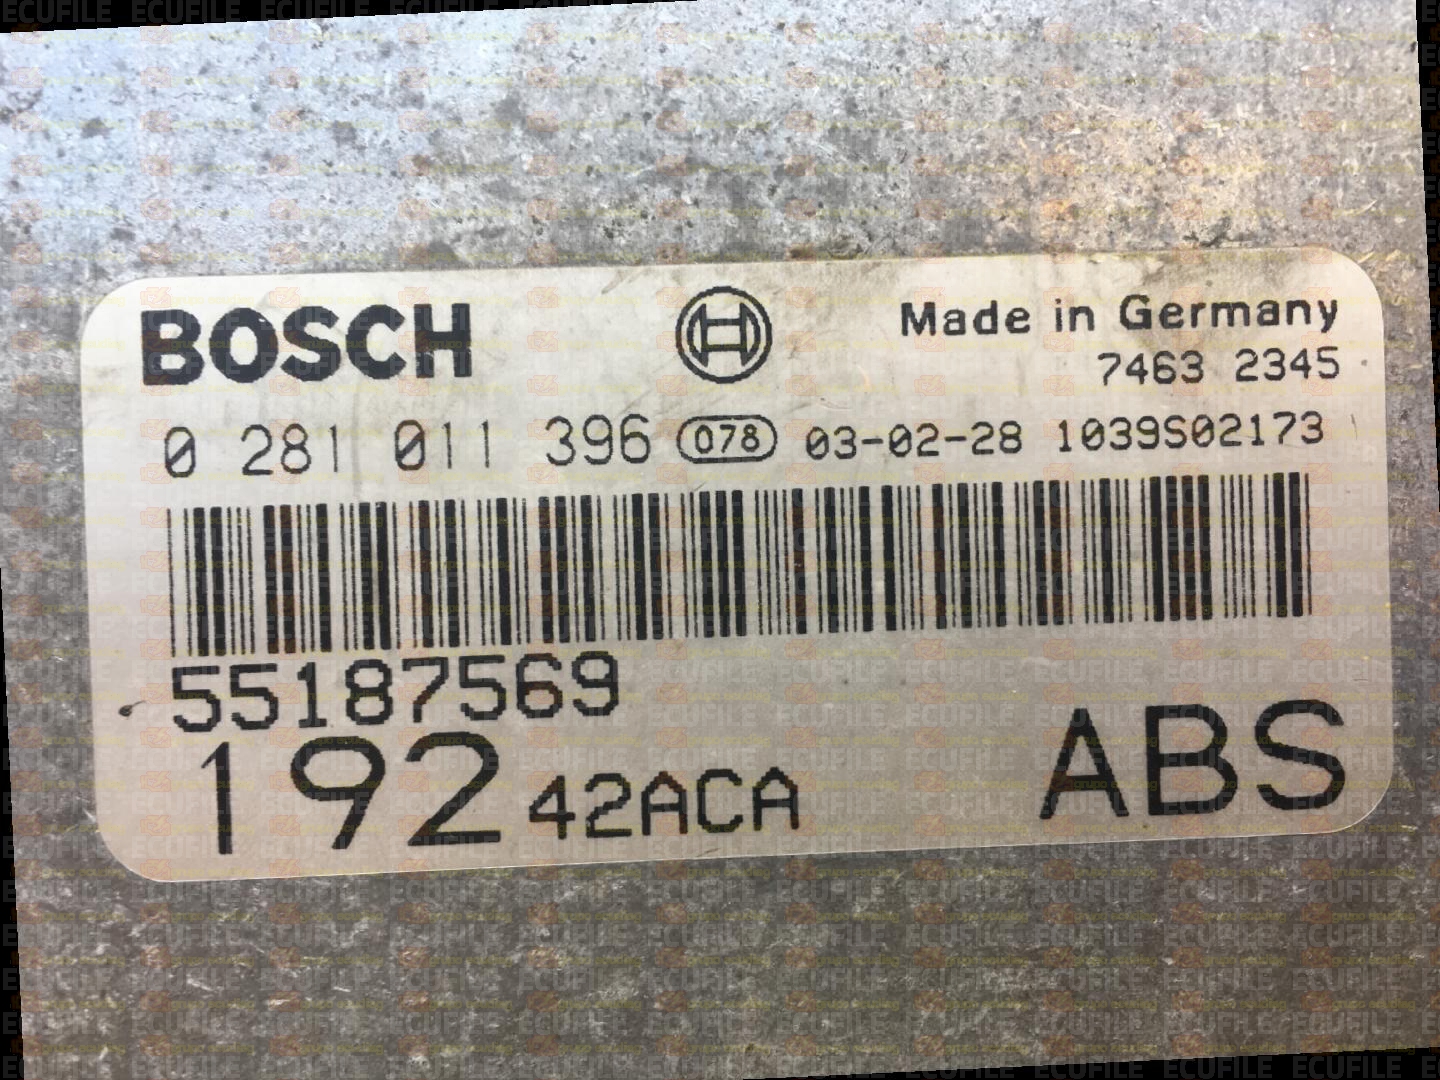 BOSCH
Made in Germany
7463 2345
0 281 011 396 078 03-02-28 1039S02173
55187569
192 42ACA ABS
ECUFILE